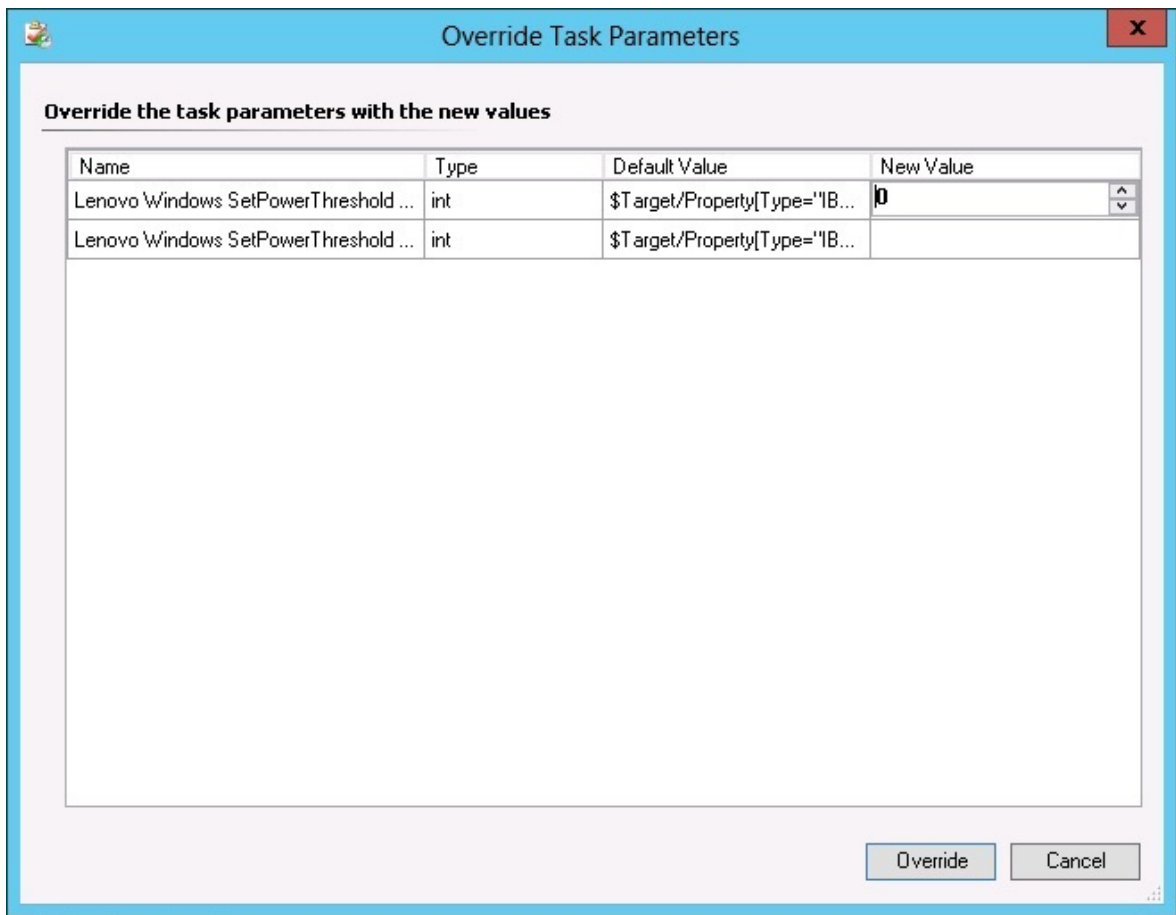 Override Task Parameters
x
Override the task parameters with the new values
Name Type Default Value New Value
Lenovo Windows SetPowerThreshold ... int $Target/Property[Type="IB... 0
Lenovo Windows SetPowerThreshold ... int $Target/Property[Type="IB...
Override Cancel